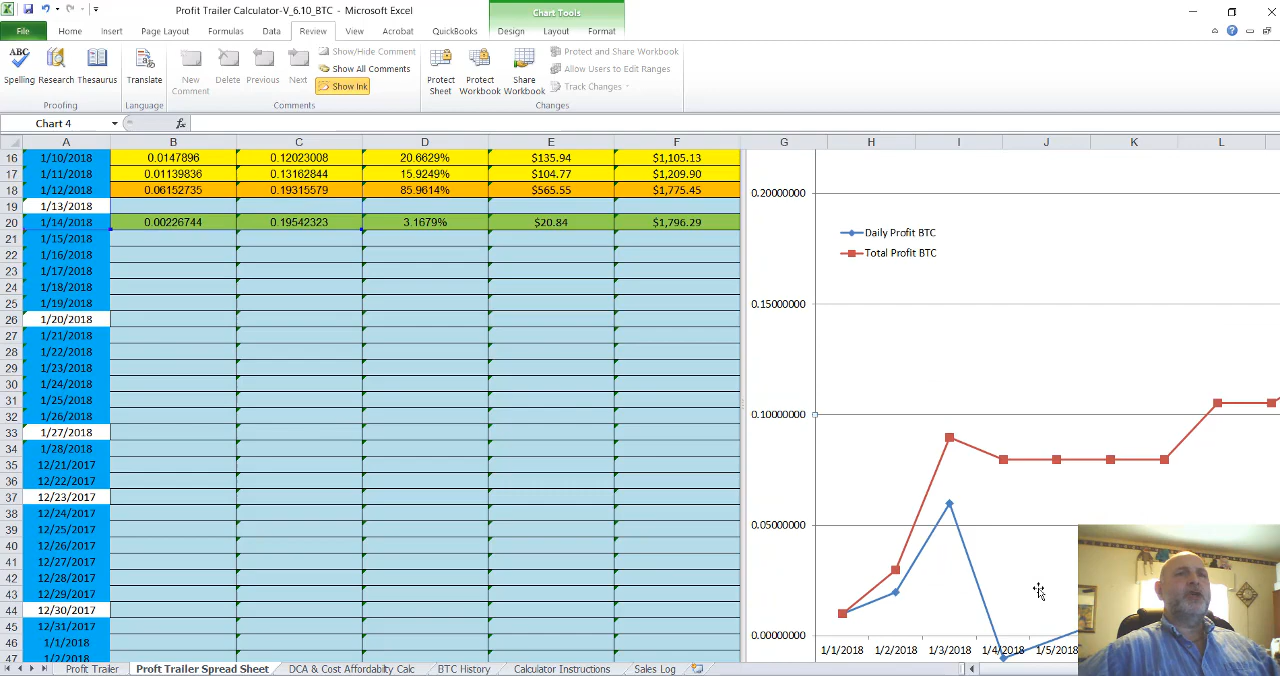 Profit Trailer Calculator-V_6.10_BTC - Microsoft Excel
Chart Tools
File Home Insert Page Layout Formulas Data Review View Acrobat QuickBooks Design Layout Format
ABC
Spelling Research Thesaurus
Proofing
Translate
Language
New Comment Delete Previous Next
Show/Hide Comment
Show All Comments
Show Ink
Comments
Protect Sheet Protect Workbook Share Workbook
Protect and Share Workbook
Allow Users to Edit Ranges
Track Changes
Changes
Chart 4 fx
A B C D E F G H I J K L
16 1/10/2018 0.0147896 0.12023008 20.6629% $135.94 $1,105.13
17 1/11/2018 0.01139836 0.13162844 15.9249% $104.77 $1,209.90
18 1/12/2018 0.06152735 0.19315579 85.9614% $565.55 $1,775.45
19 1/13/2018
20 1/14/2018 0.00226744 0.19542323 3.1679% $20.84 $1,796.29
21 1/15/2018
22 1/16/2018
23 1/17/2018
24 1/18/2018
25 1/19/2018
26 1/20/2018
27 1/21/2018
28 1/22/2018
29 1/23/2018
30 1/24/2018
31 1/25/2018
32 1/26/2018
33 1/27/2018
34 1/28/2018
35 12/21/2017
36 12/22/2017
37 12/23/2017
38 12/24/2017
39 12/25/2017
40 12/26/2017
41 12/27/2017
42 12/28/2017
43 12/29/2017
44 12/30/2017
45 12/31/2017
46 1/1/2018
47 1/2/2018
0.20000000
Daily Profit BTC
Total Profit BTC
0.15000000
0.10000000
0.05000000
0.00000000
1/1/2018 1/2/2018 1/3/2018 1/4/2018 1/5/2018
Proft Trailer Proft Trailer Spread Sheet DCA & Cost Affordablty Calc BTC History Calculator Instructions Sales Log